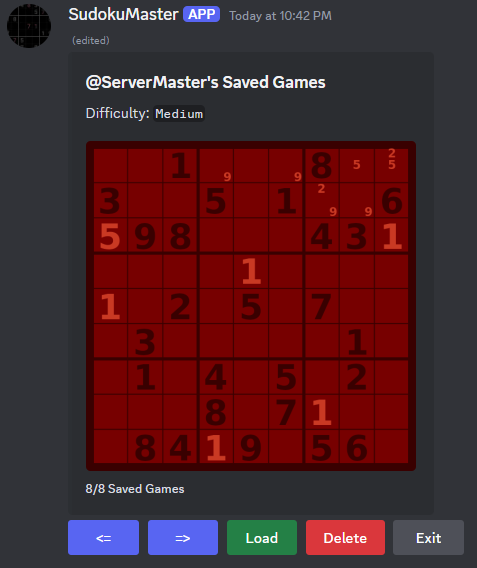 SudokuMaster APP Today at 10:42 PM
(edited)
@ServerMaster's Saved Games
Difficulty: Medium
1 9 9 8 5 2 5
3 5 1 2 9 9 6
5 9 8 4 3 1
1
1 2 5 7
3 1
1 4 5 2
8 7 1
8 4 1 9 5 6
8/8 Saved Games
<= => Load Delete Exit